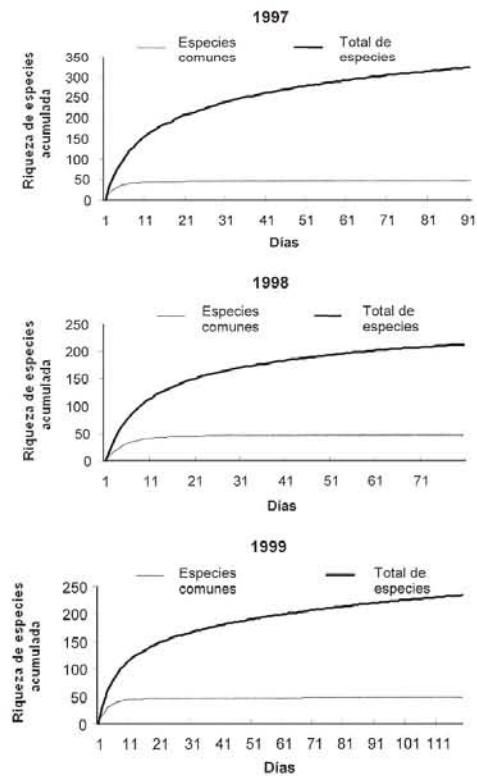 1997
Especies comunes
Total de especies
Riqueza de especies acumulada
350
300
250
200
150
100
50
0
1 11 21 31 41 51 61 71 81 91
Días
1998
Especies comunes
Total de especies
Riqueza de especies acumulada
250
200
150
100
50
0
1 11 21 31 41 51 61 71
Días
1999
Especies comunes
Total de especies
Riqueza de especies acumulada
250
200
150
100
50
0
1 11 21 31 41 51 61 71 81 91 101 111
Días